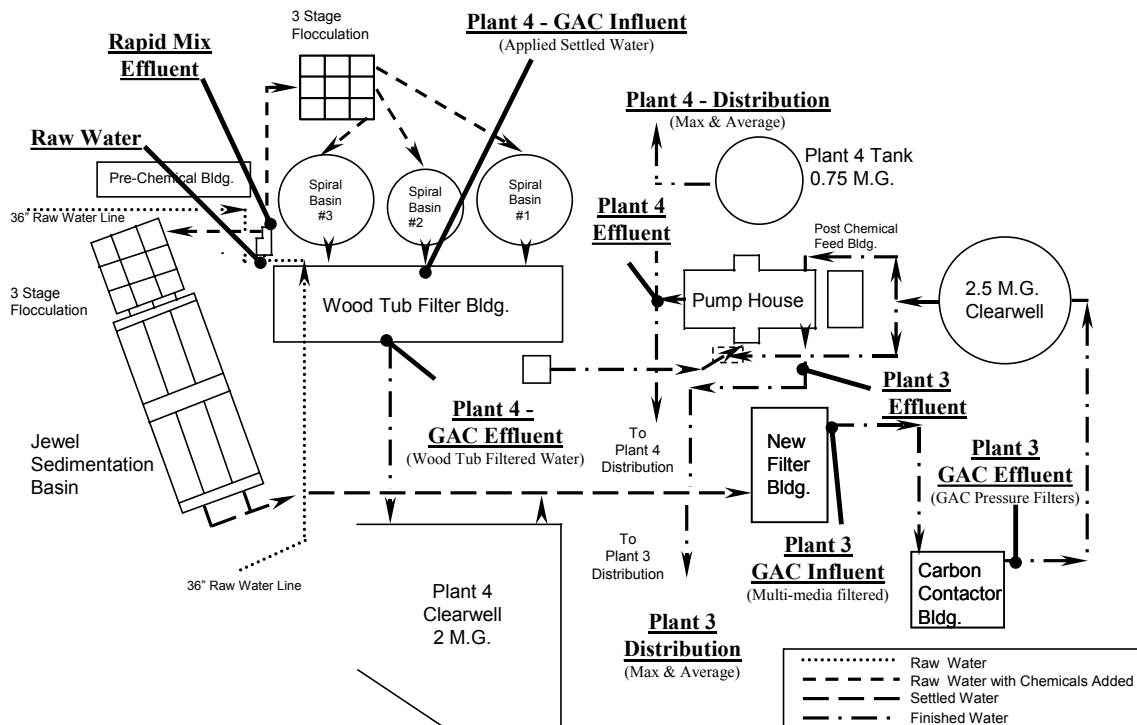 3 Stage
Flocculation
Plant 4 - GAC Influent
(Applied Settled Water)
Rapid Mix
Effluent
Raw Water
Pre-Chemical Bldg.
36” Raw Water Line
Spiral
Basin
#3
Spiral
Basin
#2
Spiral
Basin
#1
Plant 4 - Distribution
(Max & Average)
Plant 4 Tank
0.75 M.G.
Plant 4
Effluent
Post Chemical
Feed Bldg.
3 Stage
Flocculation
Wood Tub Filter Bldg.
Pump House
2.5 M.G.
Clearwell
Plant 3
Effluent
Plant 4 -
GAC Effluent
(Wood Tub Filtered Water)
To
Plant 4
Distribution
New
Filter
Bldg.
Plant 3
GAC Effluent
(GAC Pressure Filters)
Jewel
Sedimentation
Basin
36” Raw Water Line
To
Plant 3
Distribution
Plant 3
GAC Influent
(Multi-media filtered)
Carbon
Contactor
Bldg.
Plant 4
Clearwell
2 M.G.
Plant 3
Distribution
(Max & Average)
Raw Water
Raw Water with Chemicals Added
Settled Water
Finished Water